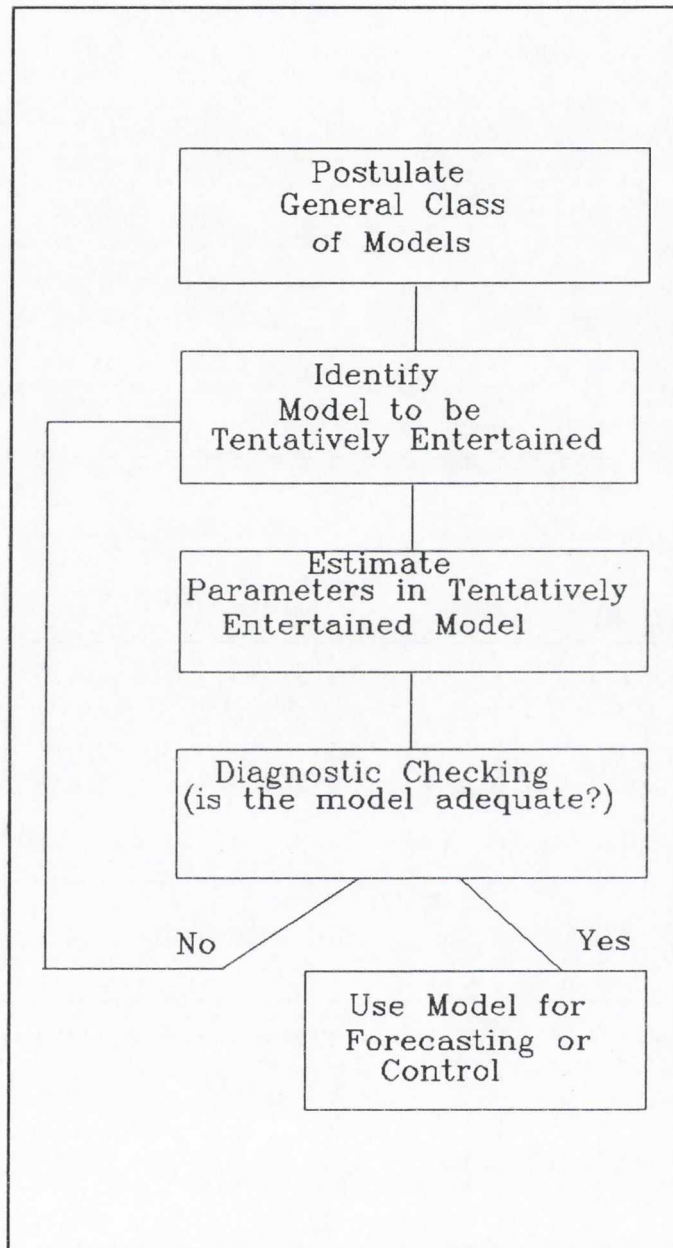 Postulate
General Class
of Models
Identify
Model to be
Tentatively Entertained
Estimate
Parameters in Tentatively
Entertained Model
Diagnostic Checking
(is the model adequate?)
No
Yes
Use Model for
Forecasting or
Control